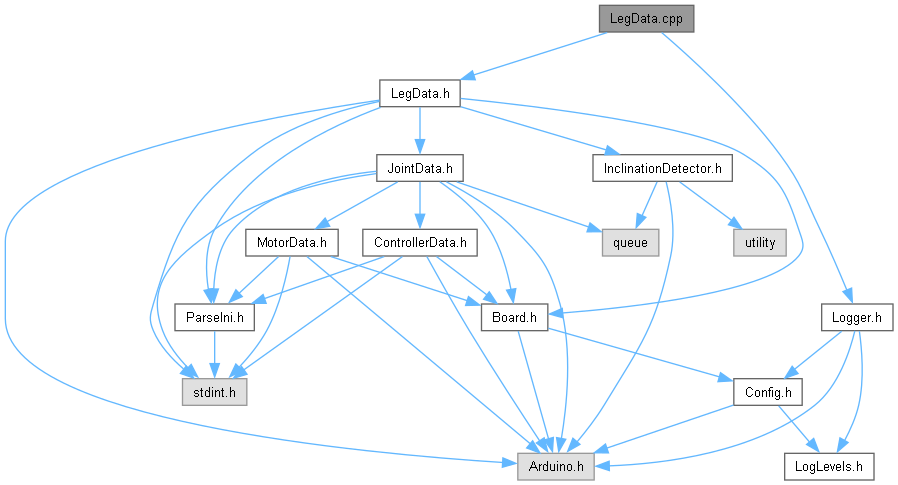 LegData.cpp
LegData.h
JointData.h
InclinationDetector.h
MotorData.h
ControllerData.h
queue
utility
ParseIni.h
Board.h
Logger.h
stdint.h
Config.h
Arduino.h
LogLevels.h